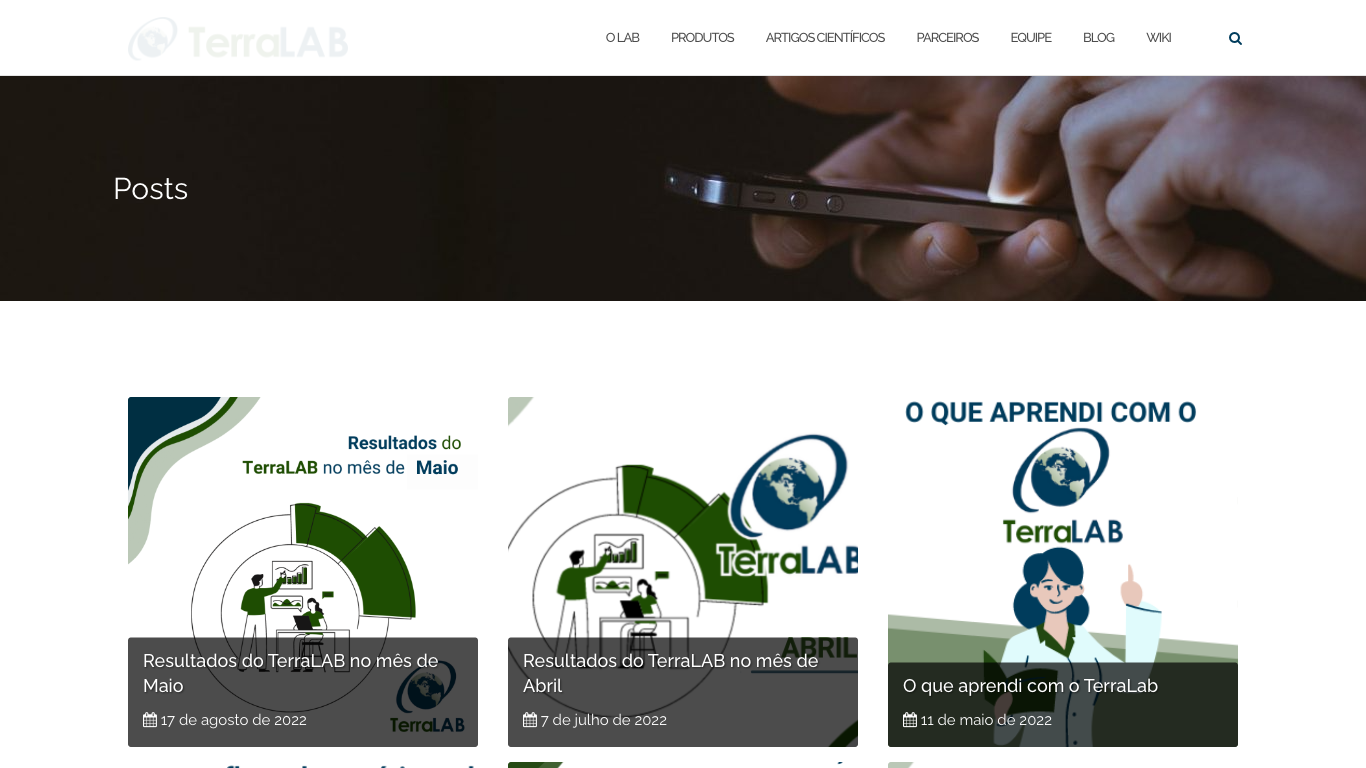 TerraLAB
O LAB
PRODUTOS
ARTIGOS CIENTÍFICOS
PARCEIROS
EQUIPE
BLOG
WIKI
Posts
Resultados do
TerraLAB no mês de Maio
TerraLAB
Resultados do TerraLAB no mês de
Maio
17 de agosto de 2022
TerraLAB
ABRIL
Resultados do TerraLAB no mês de
Abril
7 de julho de 2022
O QUE APRENDI COM O
TerraLAB
O que aprendi com o TerraLab
11 de maio de 2022